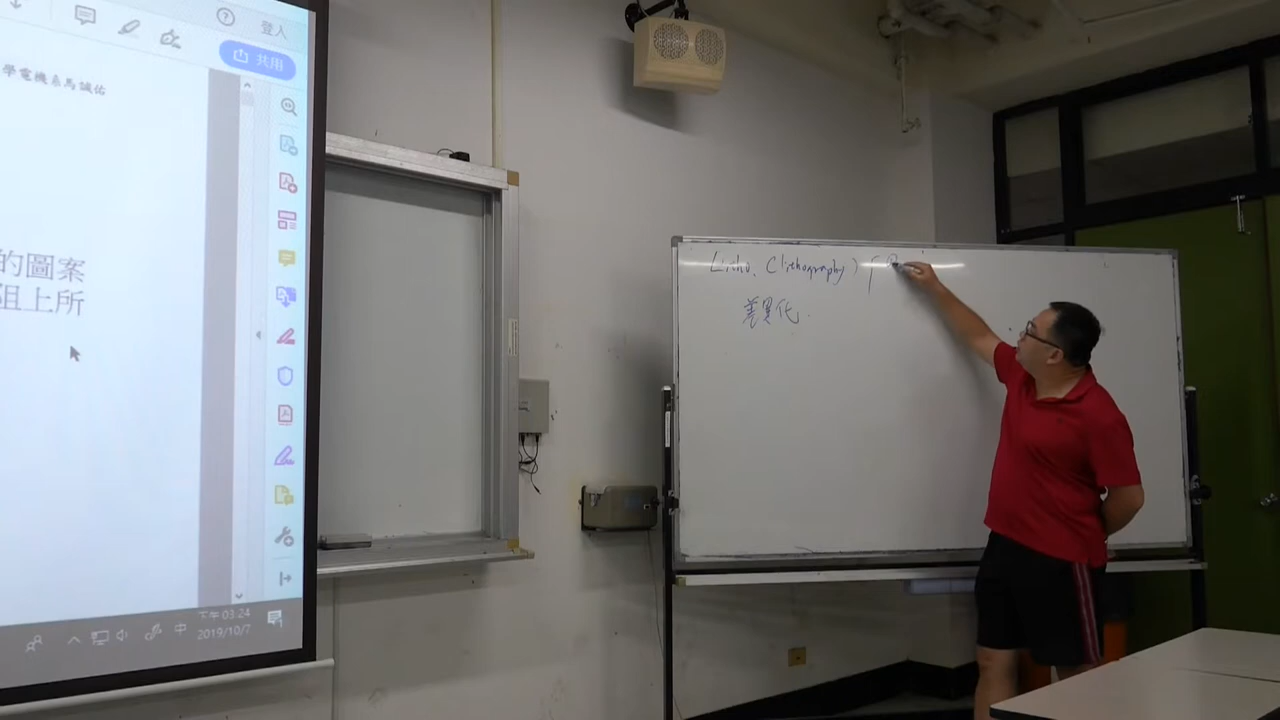 登入
共用
學電機系馬誠佑
的圖案
阻上所
下午 03:24
中
2019/10/7
Litho. (lithography)
差異化.